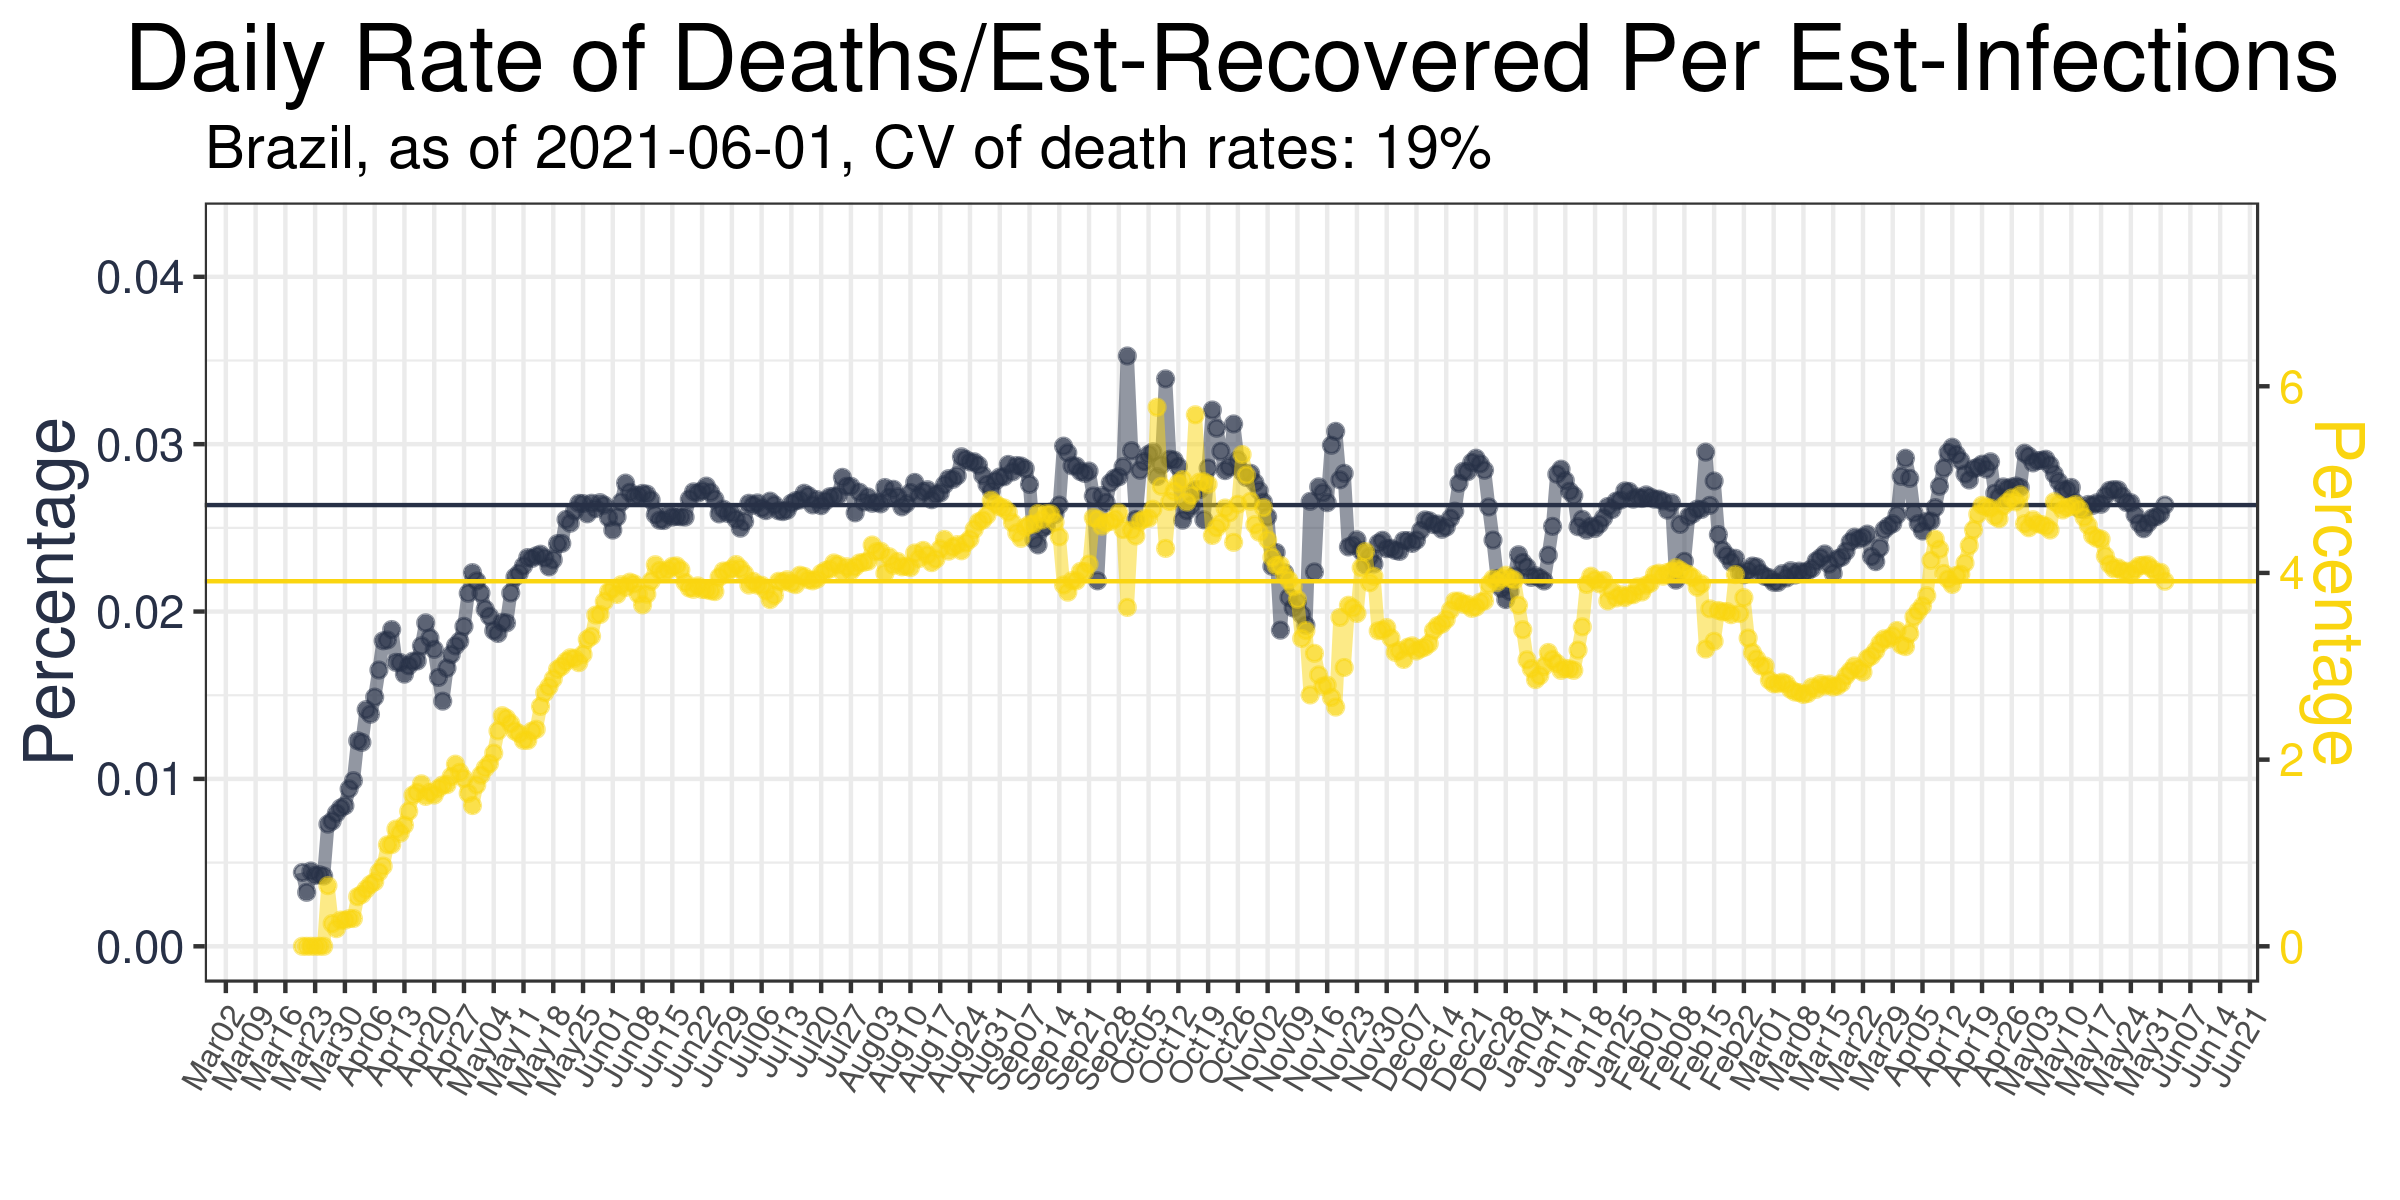 Daily Rate of Deaths/Est-Recovered Per Est-Infections
Brazil, as of 2021-06-01, CV of death rates: 19%
Percentage
0.04
0.03
0.02
0.01
0.00
6
4
2
0
Percentage
Mar02
Mar09
Mar16
Mar23
Mar30
Apr06
Apr13
Apr20
Apr27
May04
May11
May18
May25
Jun01
Jun08
Jun15
Jun22
Jun29
Jul06
Jul13
Jul20
Jul27
Aug03
Aug10
Aug17
Aug24
Aug31
Sep07
Sep14
Sep21
Sep28
Oct05
Oct12
Oct19
Oct26
Nov02
Nov09
Nov16
Nov23
Nov30
Dec07
Dec14
Dec21
Dec28
Jan04
Jan11
Jan18
Jan25
Feb01
Feb08
Feb15
Feb22
Mar01
Mar08
Mar15
Mar22
Mar29
Apr05
Apr12
Apr19
Apr26
May03
May10
May17
May24
May31
Jun07
Jun14
Jun21